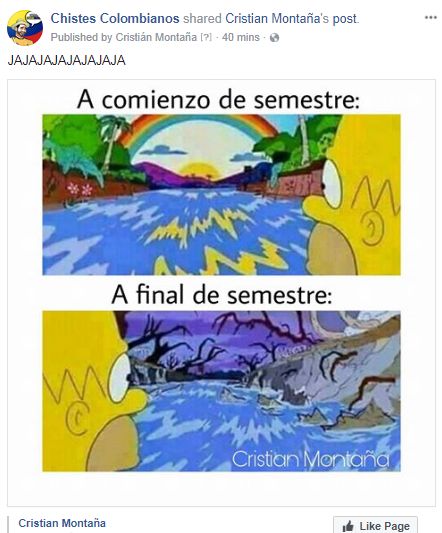 Chistes Colombianos shared Cristian Montaña's post.
Published by Cristián Montaña [?] · 40 mins ·
JAJAJAJAJAJAJAJA
A comienzo de semestre:
A final de semestre:
Cristian Montaña
Cristian Montaña
Like Page